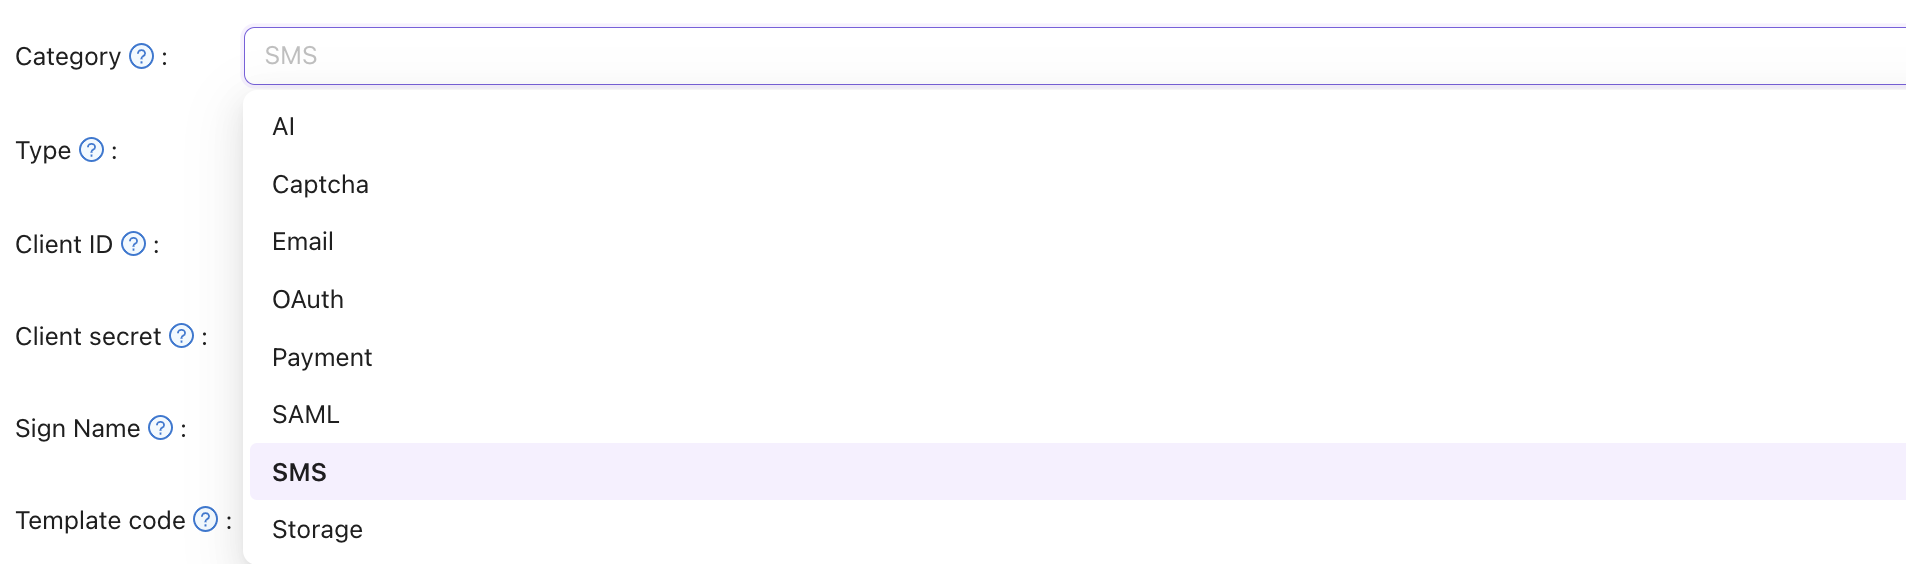 Category ? :
SMS
AI
Type ? :
Captcha
Client ID ? :
Email
OAuth
Client secret ? :
Payment
Sign Name ? :
SAML
SMS
Template code ? :
Storage